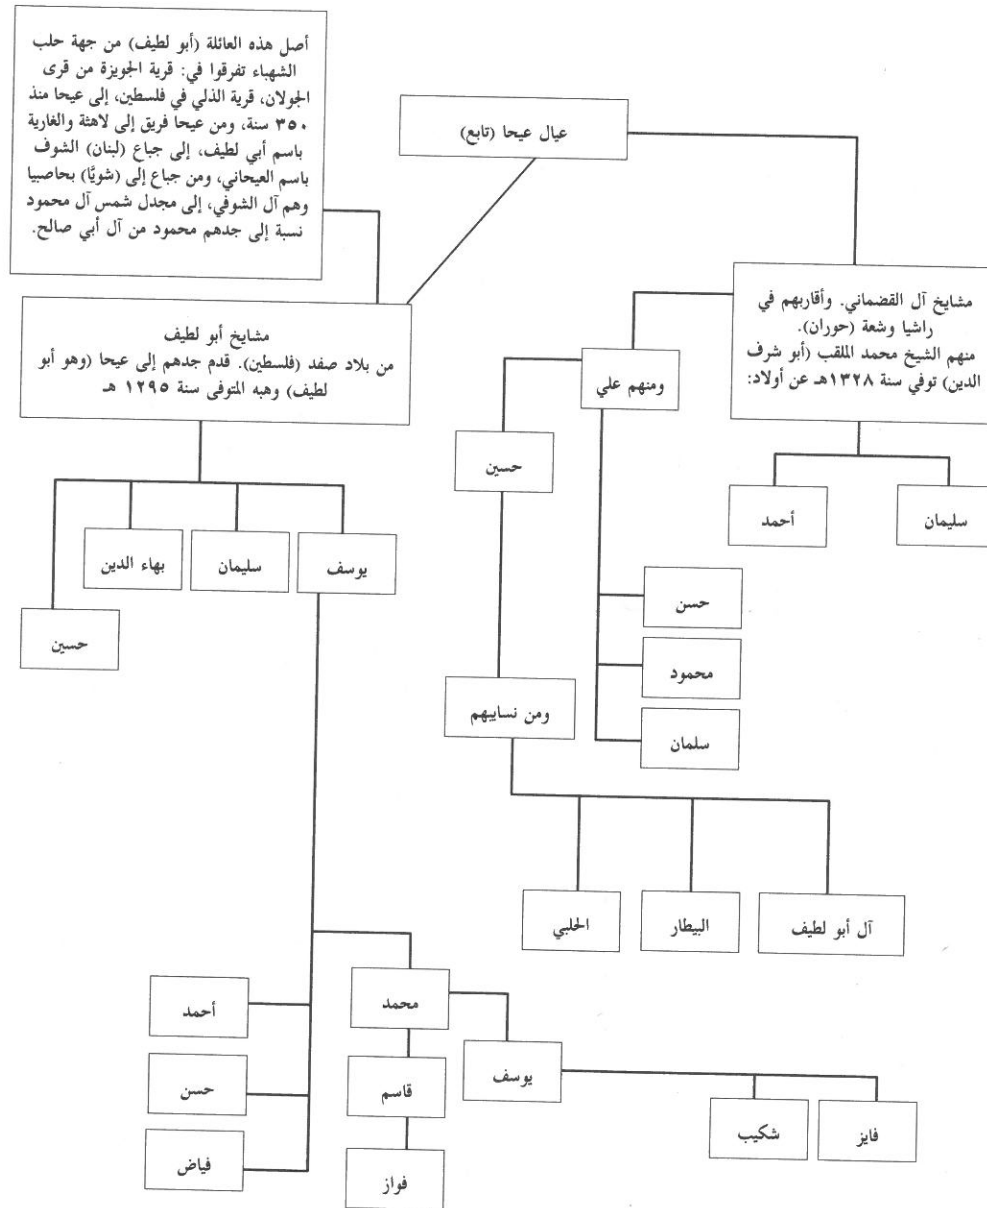 أصل هذه العائلة (أبو لطيف) من جهة حلب
الشهباء تفرقوا في: قرية الجويزة من قرى
الجولان، قرية الذلي في فلسطين، إلى عيحا منذ
٣٥٠ سنة، ومن عيحا فريق إلى لاهثة والغارية
باسم أبي لطيف، إلى جباع (لبنان) الشوف
باسم العيحاني، ومن جباع إلى (شويًّا) بحاصبيا
وهم آل الشوفي، إلى مجدل شمس آل محمود
نسبة إلى جدهم محمود من آل أبي صالح.
عيال عيحا (تابع)
مشايخ آل القضماني. وأقاربهم في
راشيا وشعة (حوران).
منهم الشيخ محمد الملقب (أبو شرف
الدين) توفي سنة ١٣٢٨هـ عن أولاد:
سليمان
أحمد
ومنهم علي
حسين
حسن
محمود
سلمان
ومن نسايبهم
آل أبو لطيف
البيطار
الحلبي
مشايخ أبو لطيف
من بلاد صفد (فلسطين). قدم جدهم إلى عيحا (وهو أبو
لطيف) وهبه المتوفى سنة ١٢٩٥ هـ
يوسف
سليمان
بهاء الدين
حسين
محمد
أحمد
حسن
فياض
قاسم
فواز
يوسف
فايز
شكيب